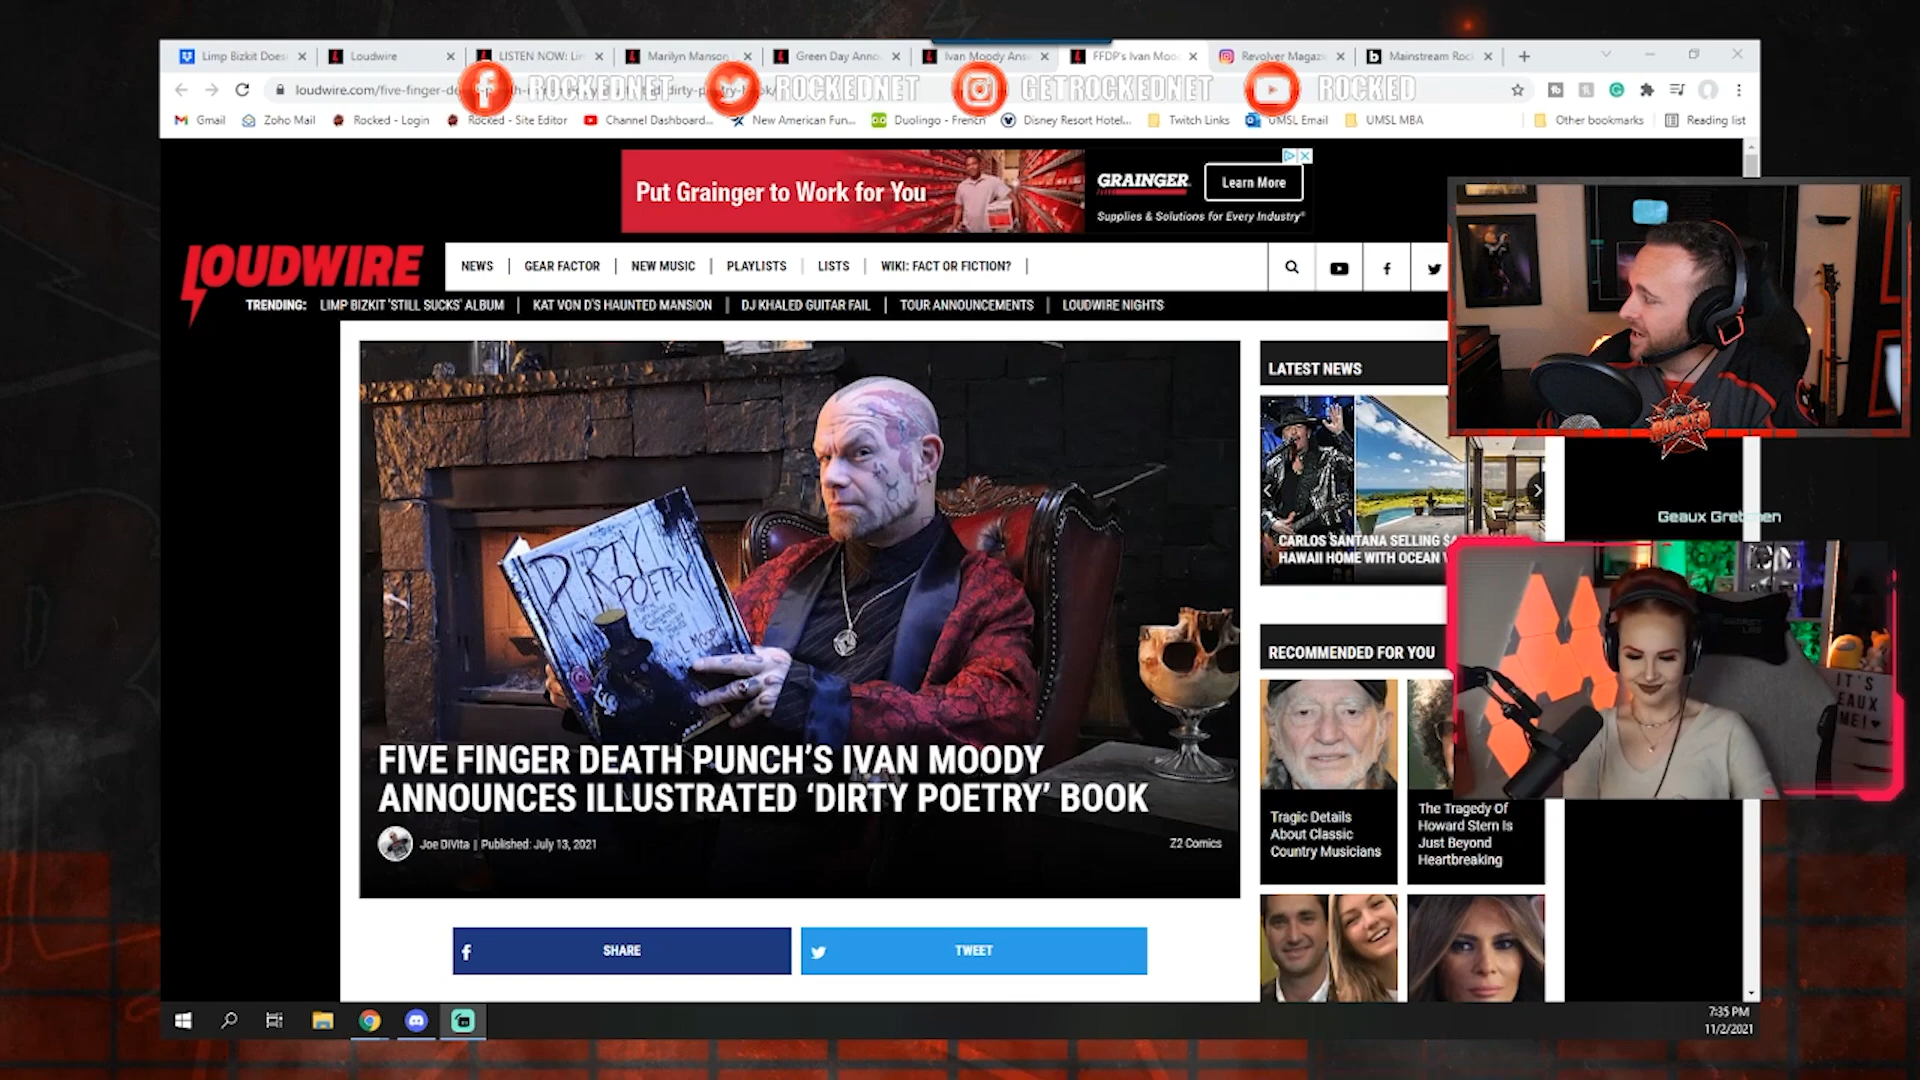 Limp Bizkit Does
Loudwire
LISTEN NOW: Li
Marilyn Manson
Green Day Anno
Ivan Moody Ans
FFDP's Ivan Moo
Revolver Magaz
Mainstream Roc
loudwire.com/five-finger-de
ROCKEDNET
ROCKEDNET
GETROCKEDNET
ROCKED
Gmail
Zoho Mail
Rocked - Login
Rocked - Site Editor
Channel Dashboard...
New American Fun...
Duolingo - French
Disney Resort Hotel...
Twitch Links
UMSL Email
UMSL MBA
Other bookmarks
Reading list
Put Grainger to Work for You
GRAINGER
Learn More
Supplies & Solutions for Every Industry®
LOUDWIRE
NEWS
GEAR FACTOR
NEW MUSIC
PLAYLISTS
LISTS
WIKI: FACT OR FICTION?
TRENDING:
LIMP BIZKIT 'STILL SUCKS' ALBUM
KAT VON D'S HAUNTED MANSION
DJ KHALED GUITAR FAIL
TOUR ANNOUNCEMENTS
LOUDWIRE NIGHTS
DIRTY
POETRY
MOODY
FIVE FINGER DEATH PUNCH'S IVAN MOODY
ANNOUNCES ILLUSTRATED 'DIRTY POETRY' BOOK
Joe DiVita | Published: July 13, 2021
Z2 Comics
SHARE
TWEET
LATEST NEWS
CARLOS SANTANA SELLING $
HAWAII HOME WITH OCEAN
RECOMMENDED FOR YOU
Tragic Details
About Classic
Country Musicians
The Tragedy Of
Howard Stern Is
Just Beyond
Heartbreaking
ROCKED
Geaux Gretchen
IT'S
EAUX
ME!
7:35 PM
11/2/2021